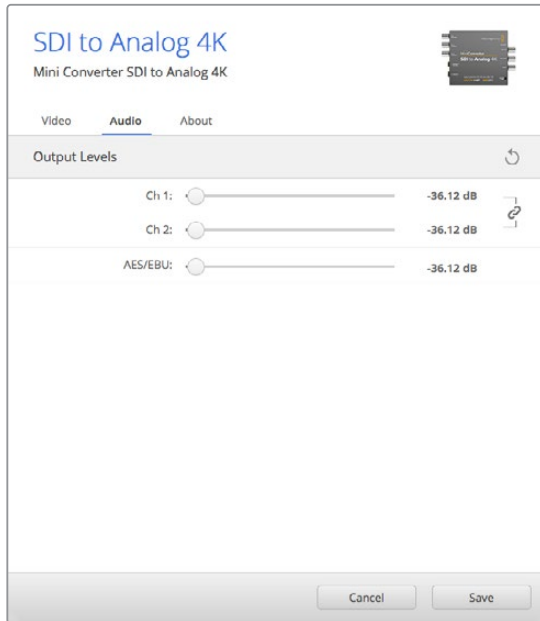 SDI to Analog 4K
Mini Converter SDI to Analog 4K
Video Audio About
Output Levels
Ch 1: -36.12 dB
Ch 2: -36.12 dB
AES/EBU: -36.12 dB
Cancel Save